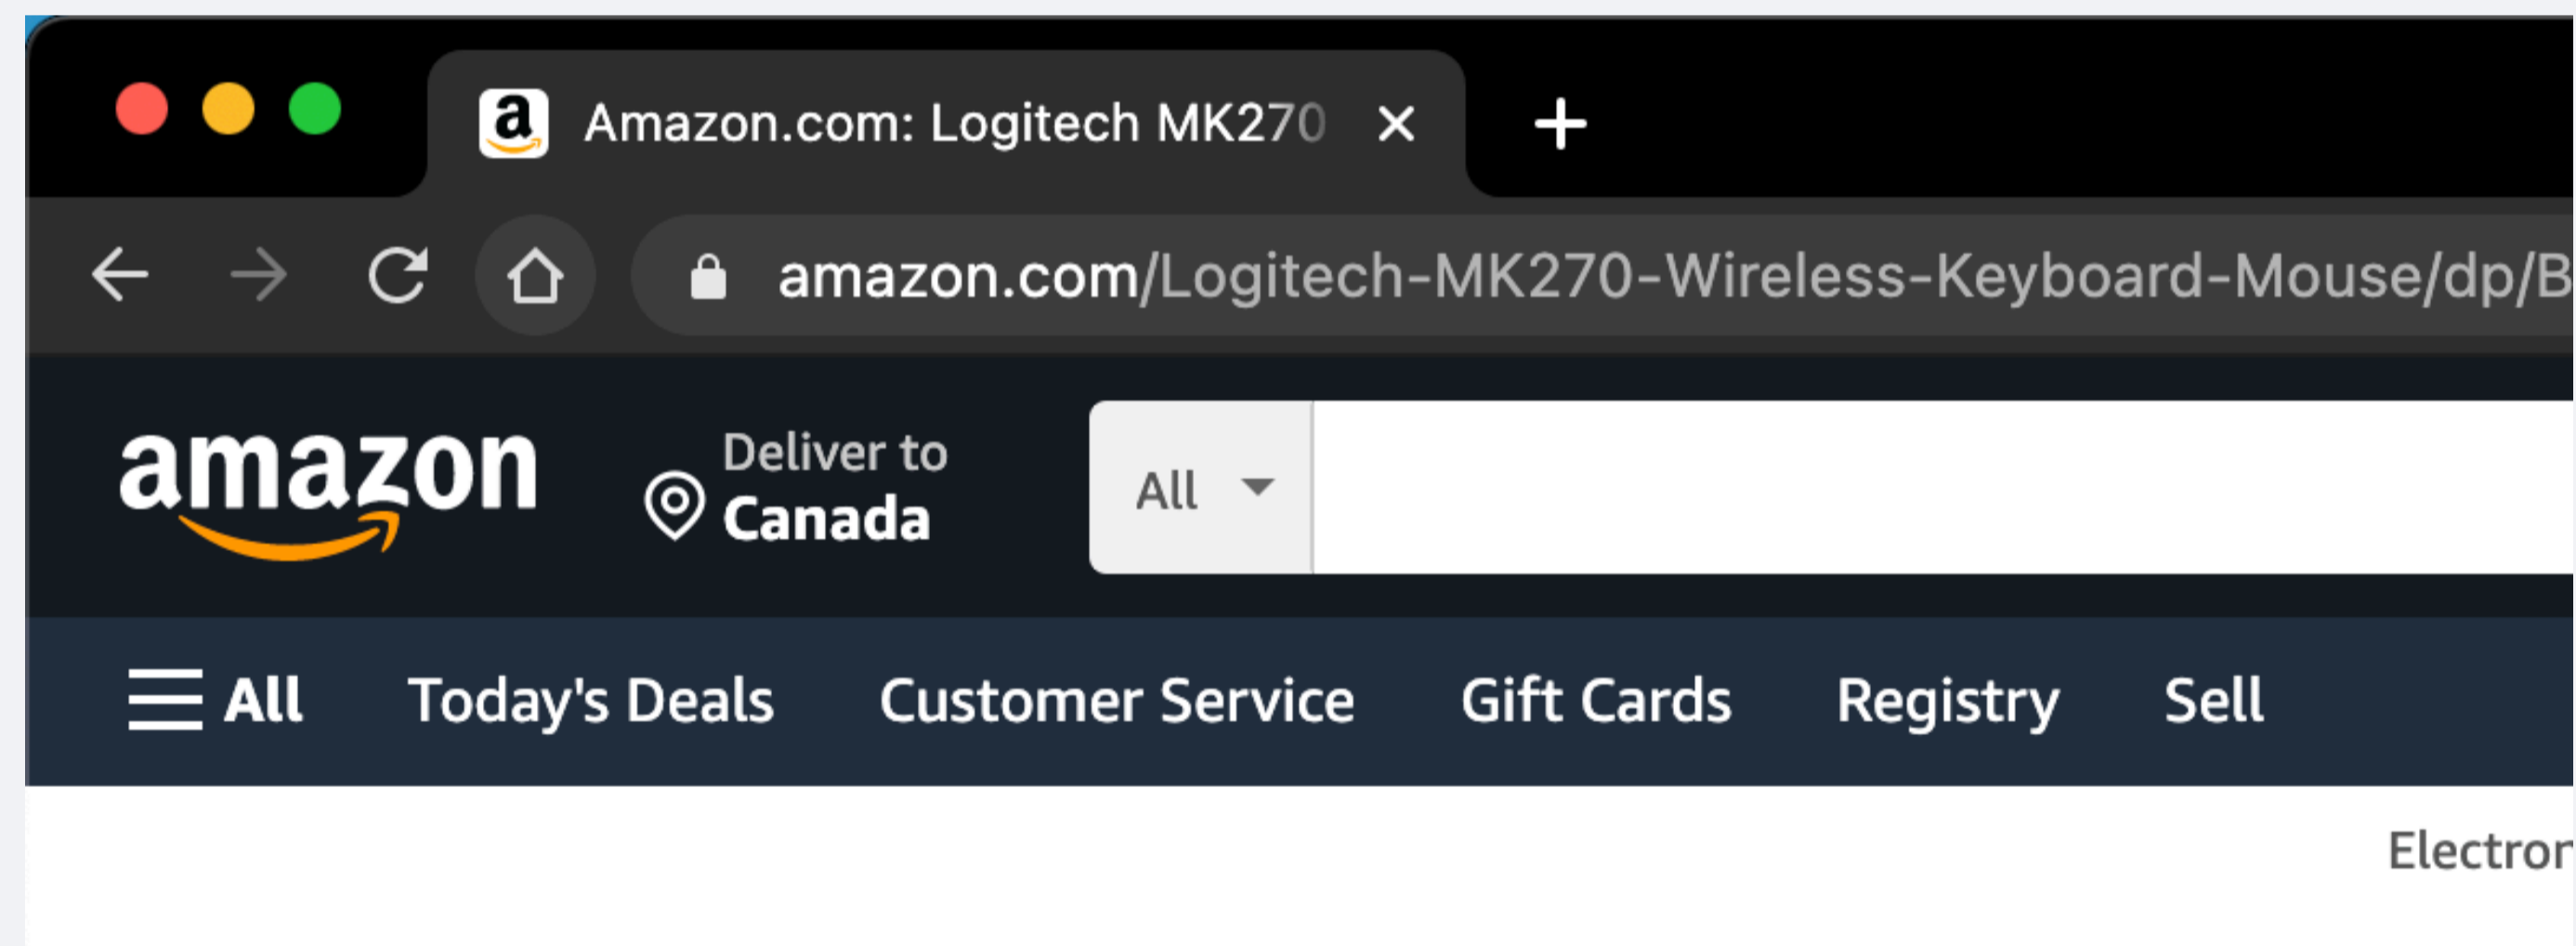 a Amazon.com: Logitech MK270
amazon.com/Logitech-MK270-Wireless-Keyboard-Mouse/dp/B
amazon
Deliver to
Canada
All
All Today's Deals Customer Service Gift Cards Registry Sell
Electron